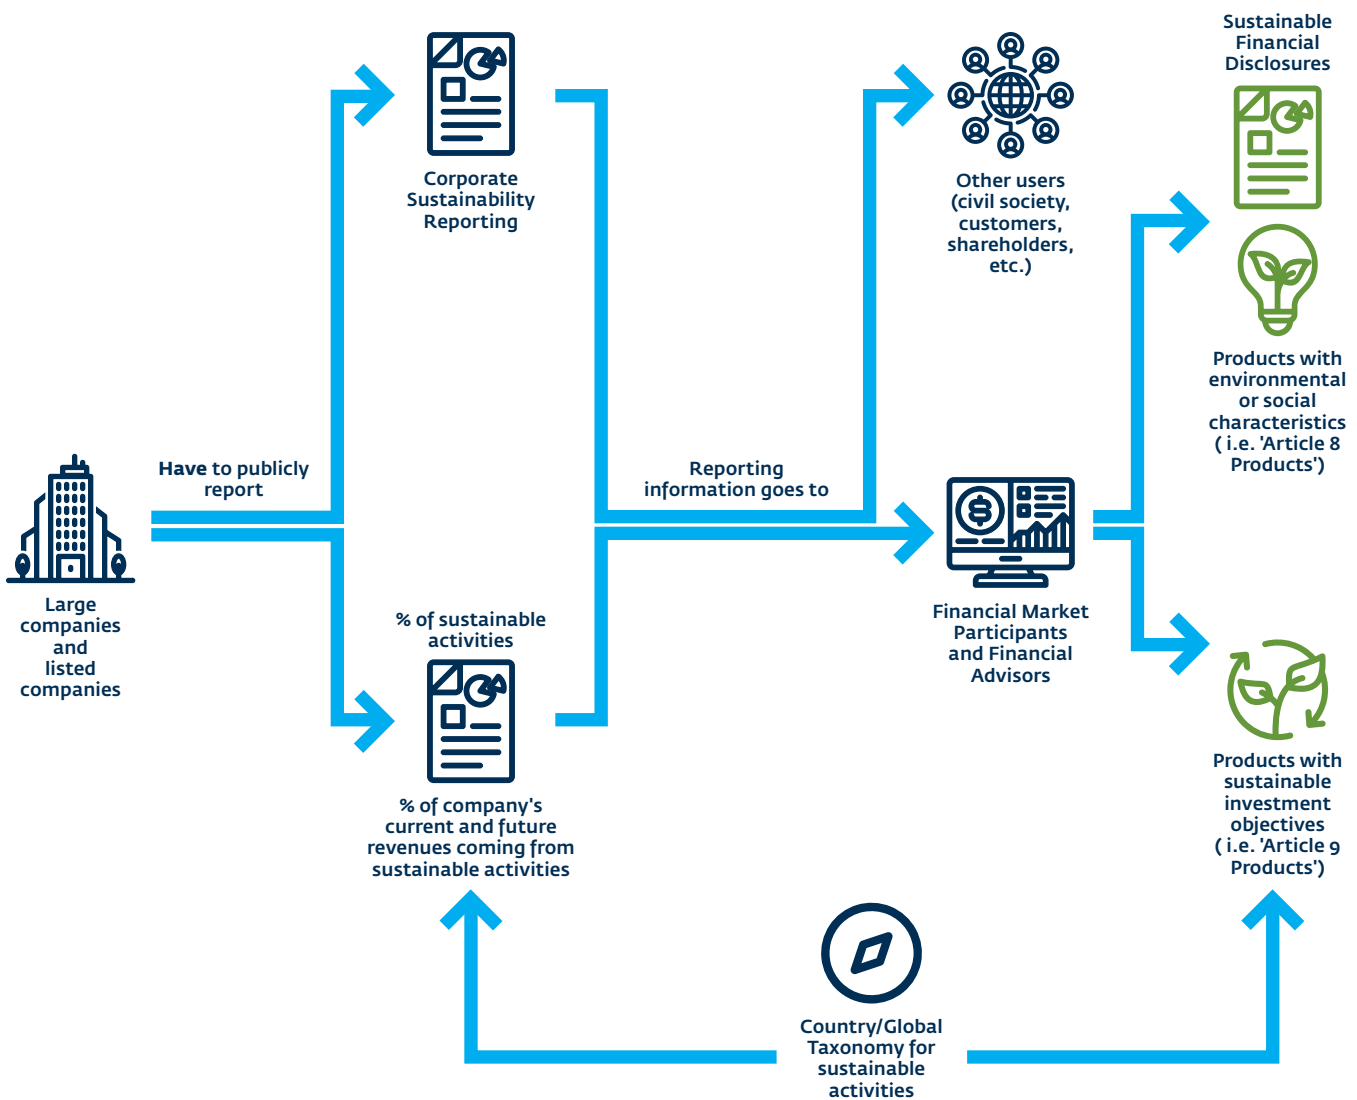 Large
companies
and
listed
companies
Have to publicly
report
Corporate
Sustainability
Reporting
% of sustainable
activities
% of company's
current and future
revenues coming from
sustainable activities
Reporting
information goes to
Other users
(civil society,
customers,
shareholders,
etc.)
Financial Market
Participants
and Financial
Advisors
Sustainable
Financial
Disclosures
Products with
environmental
or social
characteristics
( i.e. 'Article 8
Products')
Products with
sustainable
investment
objectives
( i.e. 'Article 9
Products')
Country/Global
Taxonomy for
sustainable
activities